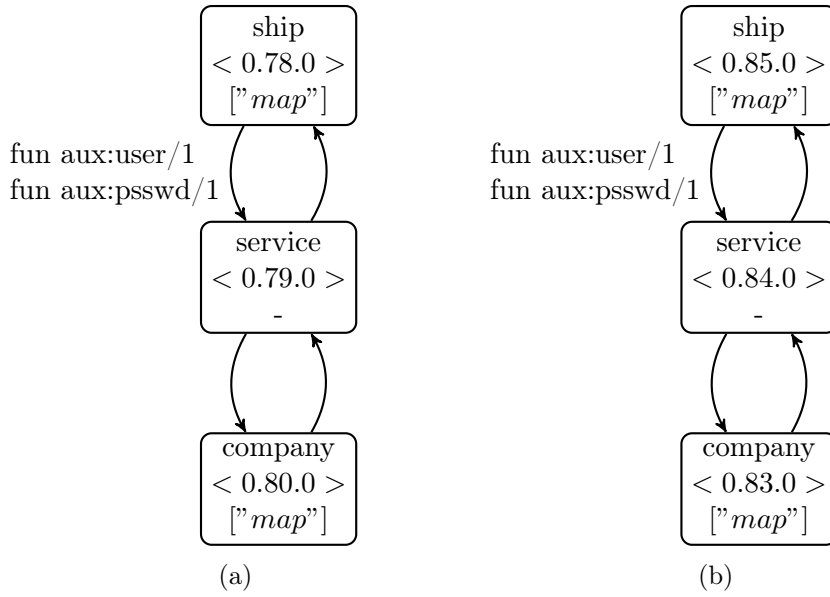 ship
< 0.78.0 >
["map"]
fun aux:user/1
fun aux:psswd/1
service
< 0.79.0 >
-
company
< 0.80.0 >
["map"]
(a)
ship
< 0.85.0 >
["map"]
fun aux:user/1
fun aux:psswd/1
service
< 0.84.0 >
-
company
< 0.83.0 >
["map"]
(b)